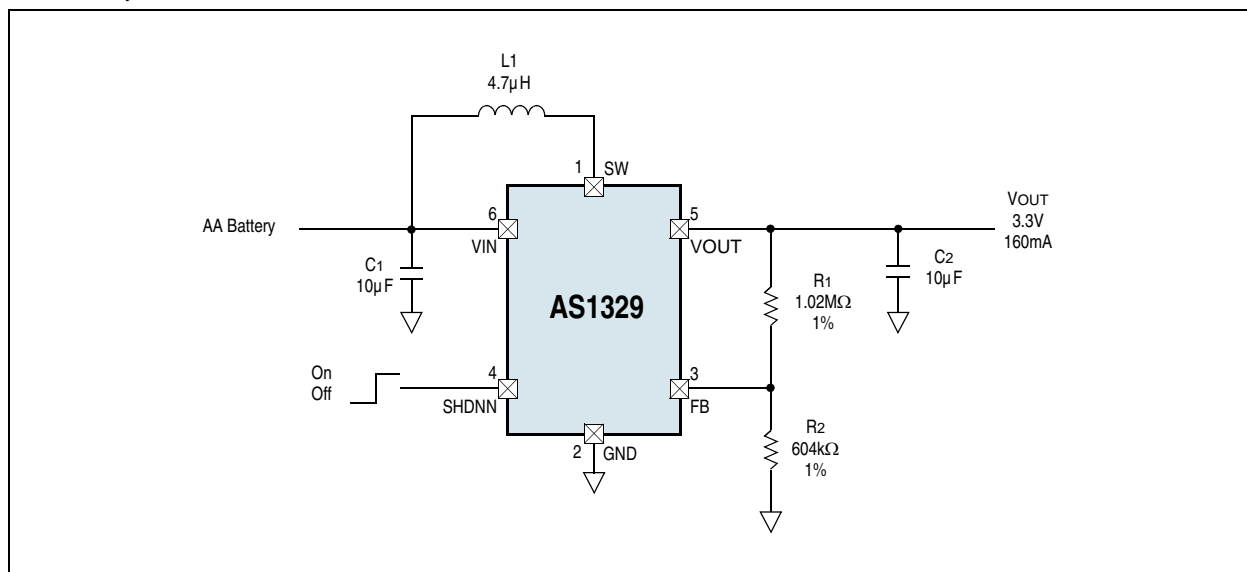 L1
4.7µH
1 SW
6
VIN
5
VOUT
AA Battery
VOUT
3.3V
160mA
C1
10µF
C2
10µF
R1
1.02MΩ
1%
AS1329
On
Off
4
SHDNN
3
FB
2 GND
R2
604kΩ
1%